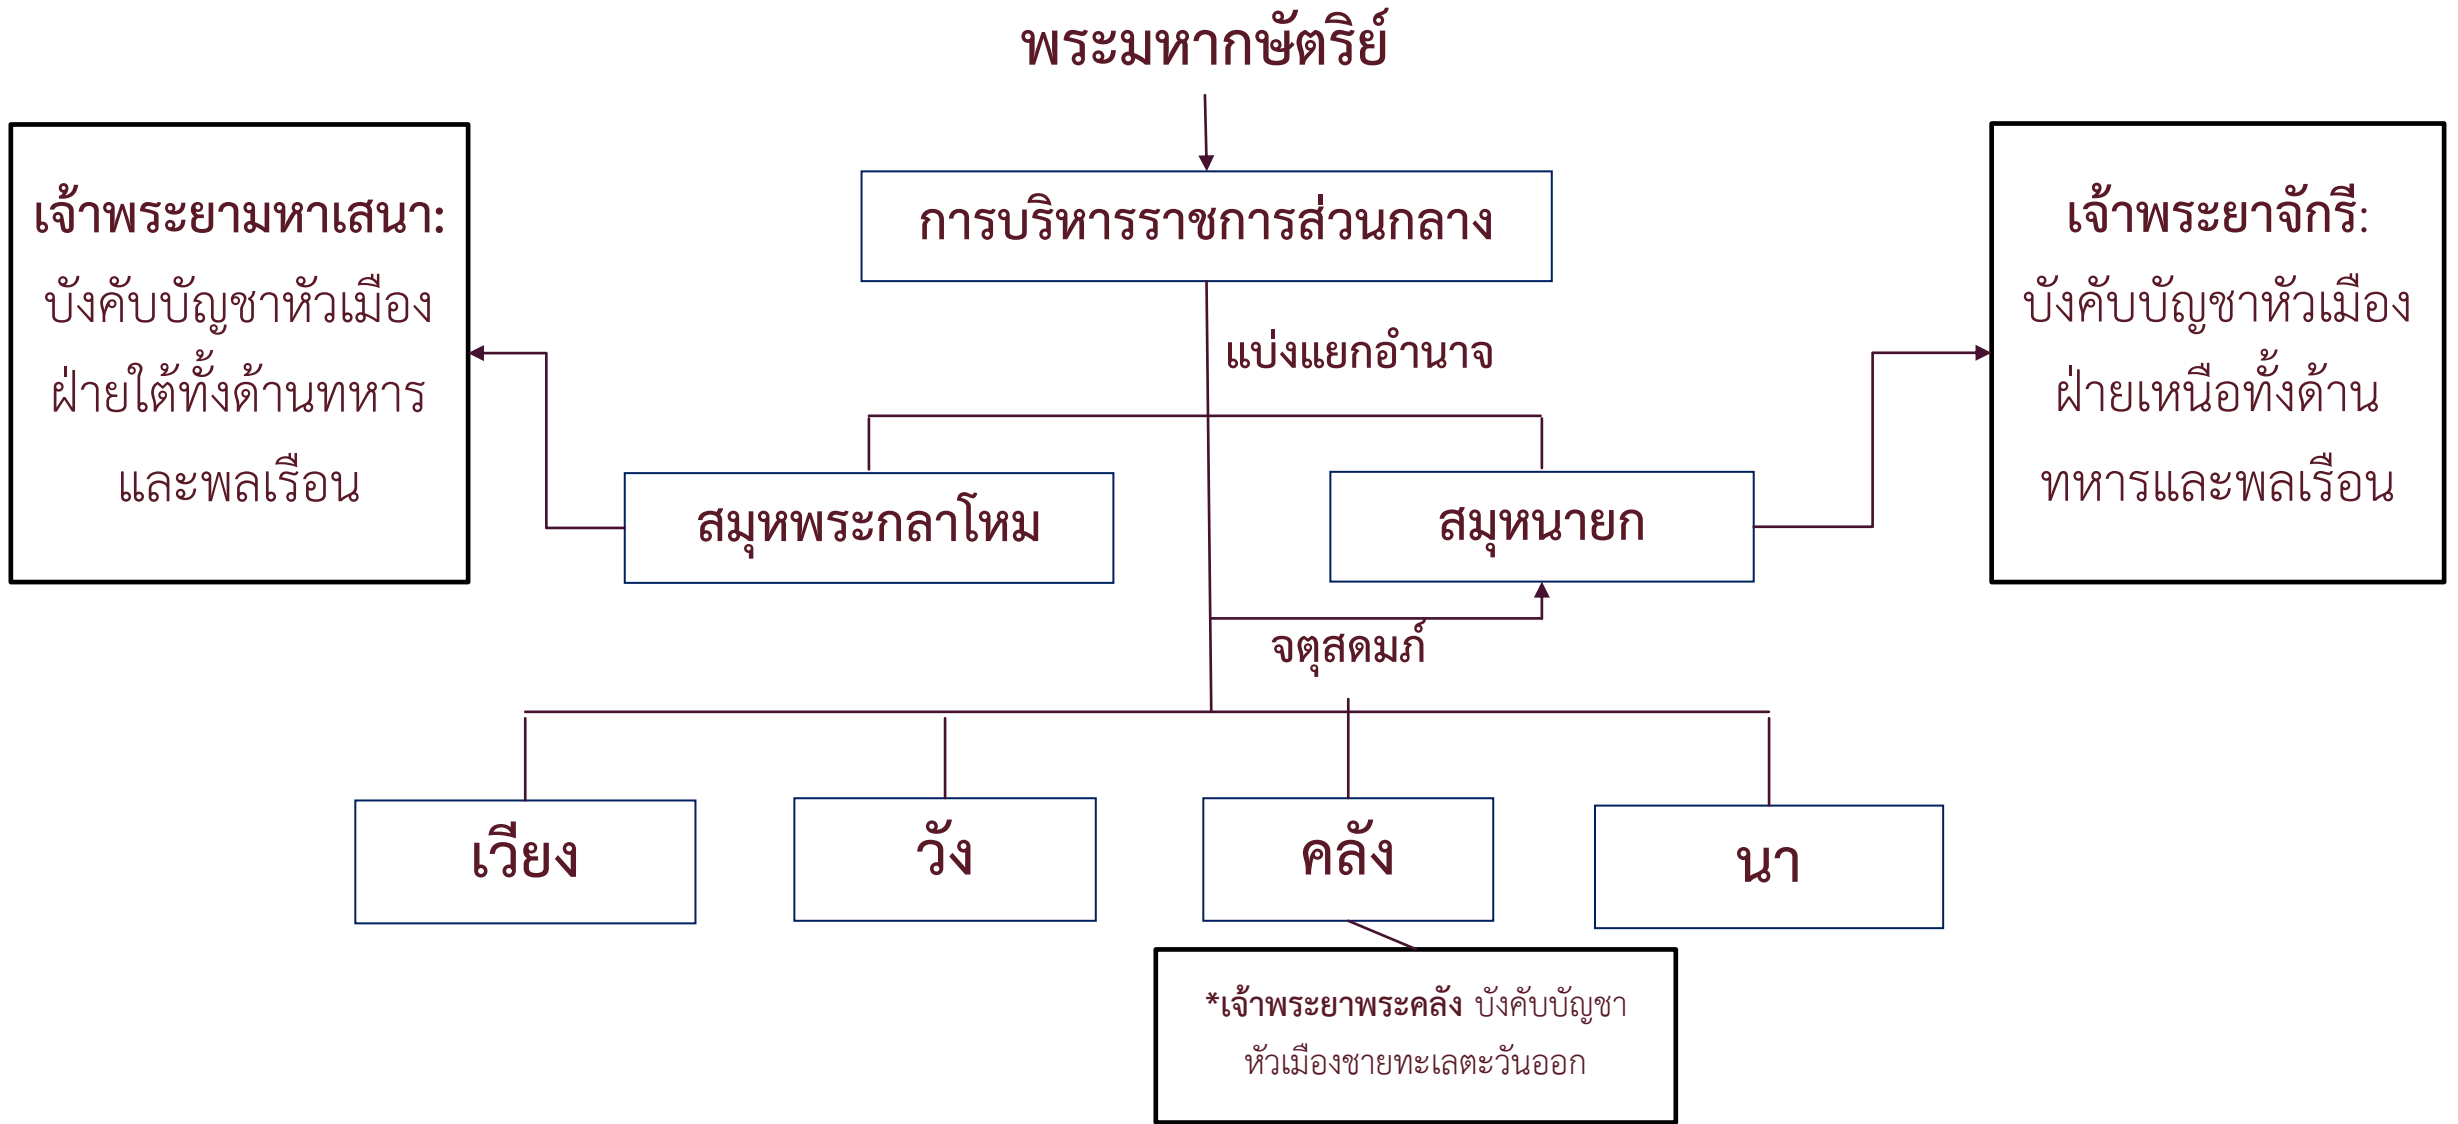 พระมหากษัตริย์
การบริหารราชการส่วนกลาง
เจ้าพระยามหาเสนา:
บังคับบัญชาหัวเมือง
ฝ่ายใต้ทั้งด้านทหาร
และพลเรือน
เจ้าพระยาจักรี:
บังคับบัญชาหัวเมือง
ฝ่ายเหนือทั้งด้าน
ทหารและพลเรือน
แบ่งแยกอำนาจ
สมุหพระกลาโหม
สมุหนายก
จตุสดมภ์
เวียง
วัง
คลัง
นา
*เจ้าพระยาพระคลัง บังคับบัญชา
หัวเมืองชายทะเลตะวันออก